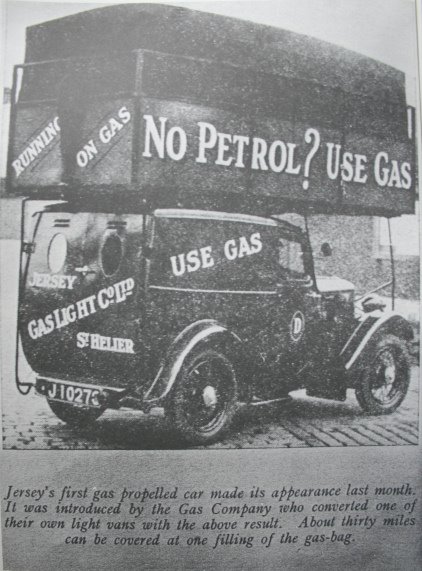 RUNNING
ON GAS
NO PETROL? USE GAS
USE GAS
JERSEY
GAS LIGHT CO LTD
ST HELIER
D
J1027
Jersey's first gas propelled car made its appearance last month.
It was introduced by the Gas Company who converted one of
their own light vans with the above result. About thirty miles
can be covered at one filling of the gas-bag.